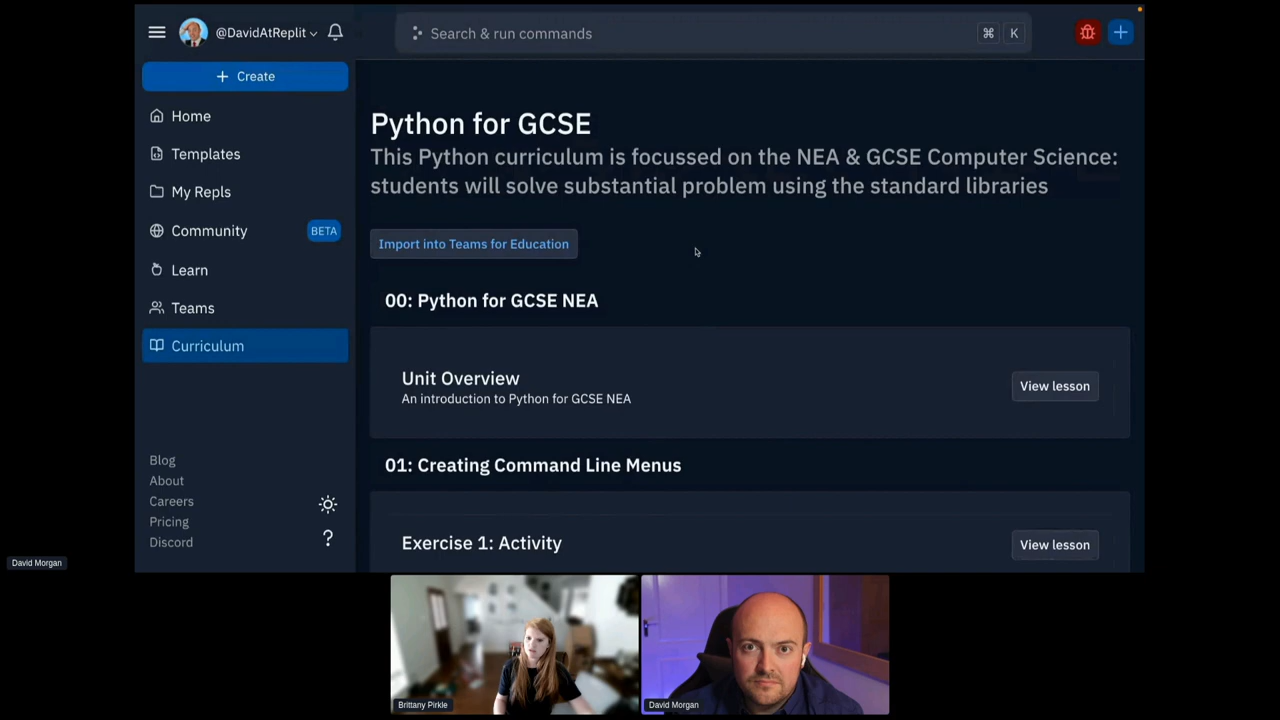 @DavidAtReplit
Search & run commands
⌘ K
+ Create
Home
Templates
My Repls
Community BETA
Learn
Teams
Curriculum
Blog
About
Careers
Pricing
Discord
?
Python for GCSE
This Python curriculum is focussed on the NEA & GCSE Computer Science:
students will solve substantial problem using the standard libraries
Import into Teams for Education
00: Python for GCSE NEA
Unit Overview
An introduction to Python for GCSE NEA
View lesson
01: Creating Command Line Menus
Exercise 1: Activity
View lesson
David Morgan
Brittany Pirkle
David Morgan